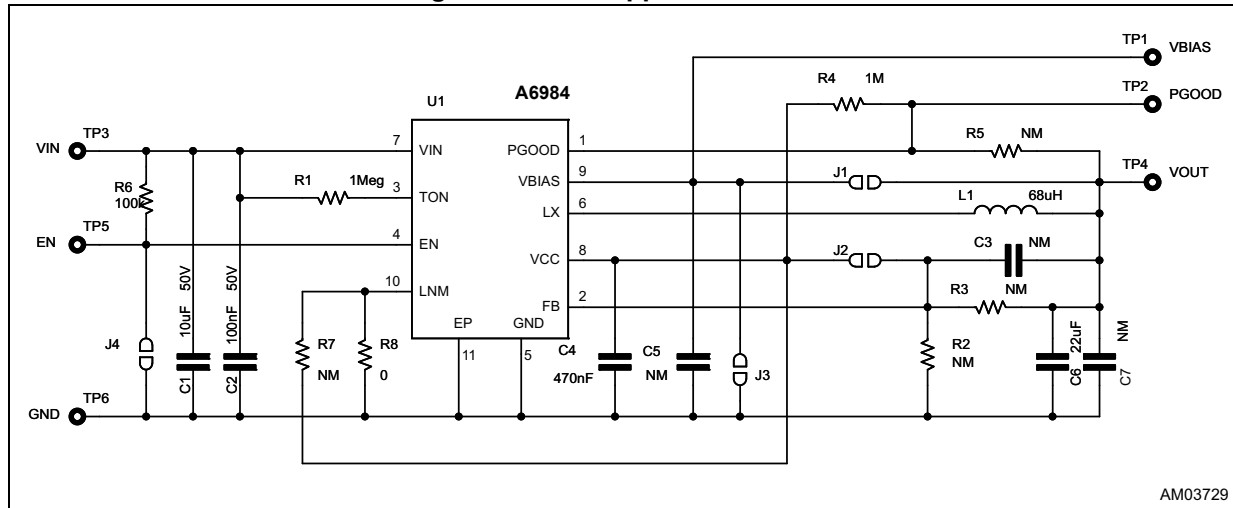 TP1 VBIAS
R4 1M
TP2 PGOOD
U1
A6984
TP3
VIN
7 VIN
PGOOD 1
R5 NM
R6
100k
R1 1Meg
3 TON
VBIAS 9
J1
TP4
VOUT
LX 6
L1 68uH
TP5
EN
4 EN
VCC 8
J2
C3 NM
10 LNM
FB 2
R3 NM
EP
GND
11
5
J4
10uF 50V
C1
100nF 50V
C2
R7
NM
R8
0
C4
470nF
C5
NM
J3
R2
NM
22uF
C6
NM
C7
TP6
GND
AM03729